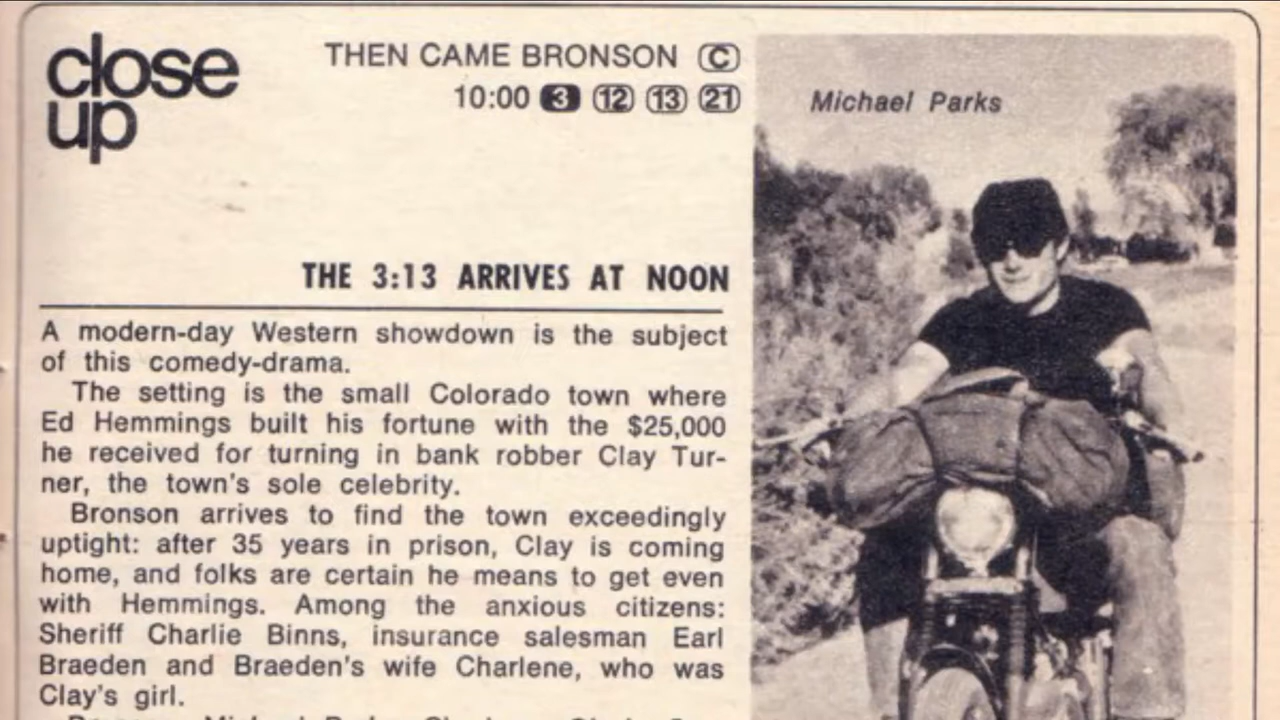 close
up
THEN CAME BRONSON C
10:00 3 12 13 21
Michael Parks
THE 3:13 ARRIVES AT NOON
A modern-day Western showdown is the subject
of this comedy-drama.
The setting is the small Colorado town where
Ed Hemmings built his fortune with the $25,000
he received for turning in bank robber Clay Tur-
ner, the town's sole celebrity.
Bronson arrives to find the town exceedingly
uptight: after 35 years in prison, Clay is coming
home, and folks are certain he means to get even
with Hemmings. Among the anxious citizens:
Sheriff Charlie Binns, insurance salesman Earl
Braeden and Braeden's wife Charlene, who was
Clay's girl.